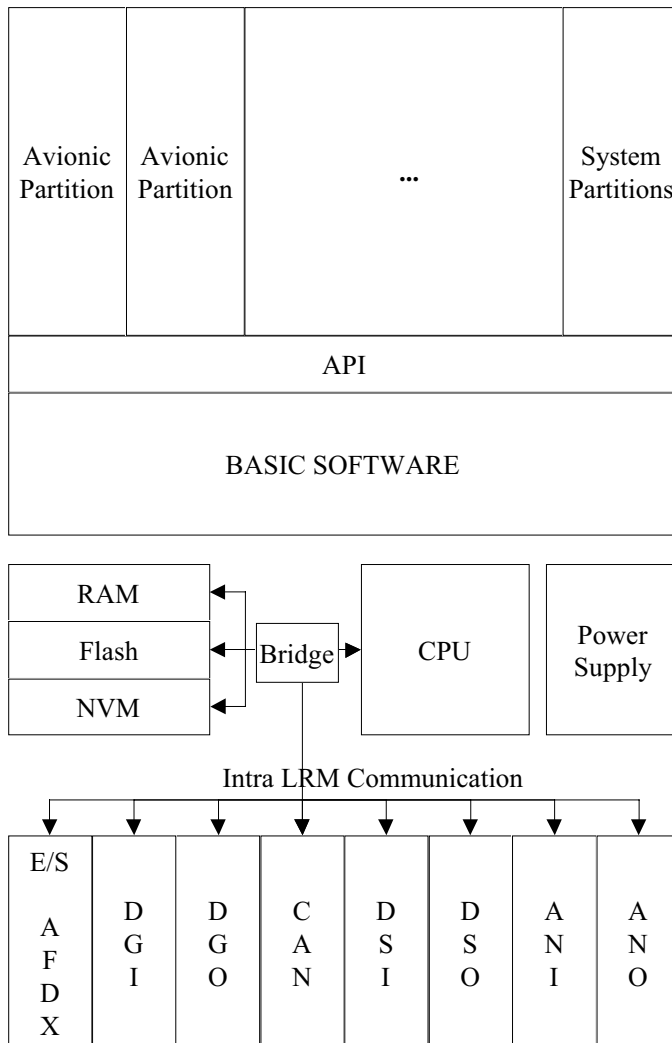 Avionic
Partition
Avionic
Partition
...
System
Partitions
API
BASIC SOFTWARE
RAM
Flash
NVM
Bridge
CPU
Power
Supply
Intra LRM Communication
E/S
A
F
D
X
D
G
I
D
G
O
C
A
N
D
S
I
D
S
O
A
N
I
A
N
O